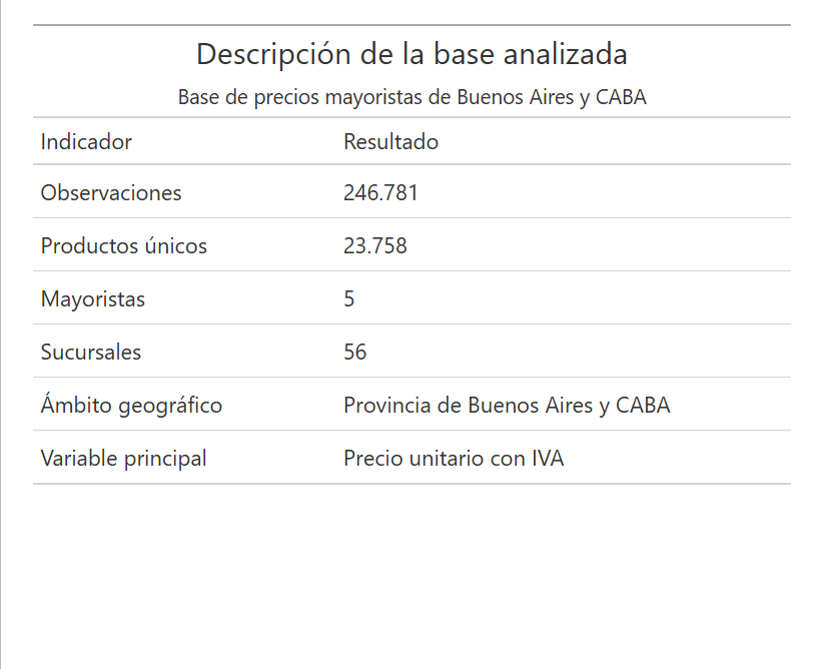 Descripción de la base analizada
Base de precios mayoristas de Buenos Aires y CABA
Indicador Resultado
Observaciones 246.781
Productos únicos 23.758
Mayoristas 5
Sucursales 56
Ámbito geográfico Provincia de Buenos Aires y CABA
Variable principal Precio unitario con IVA